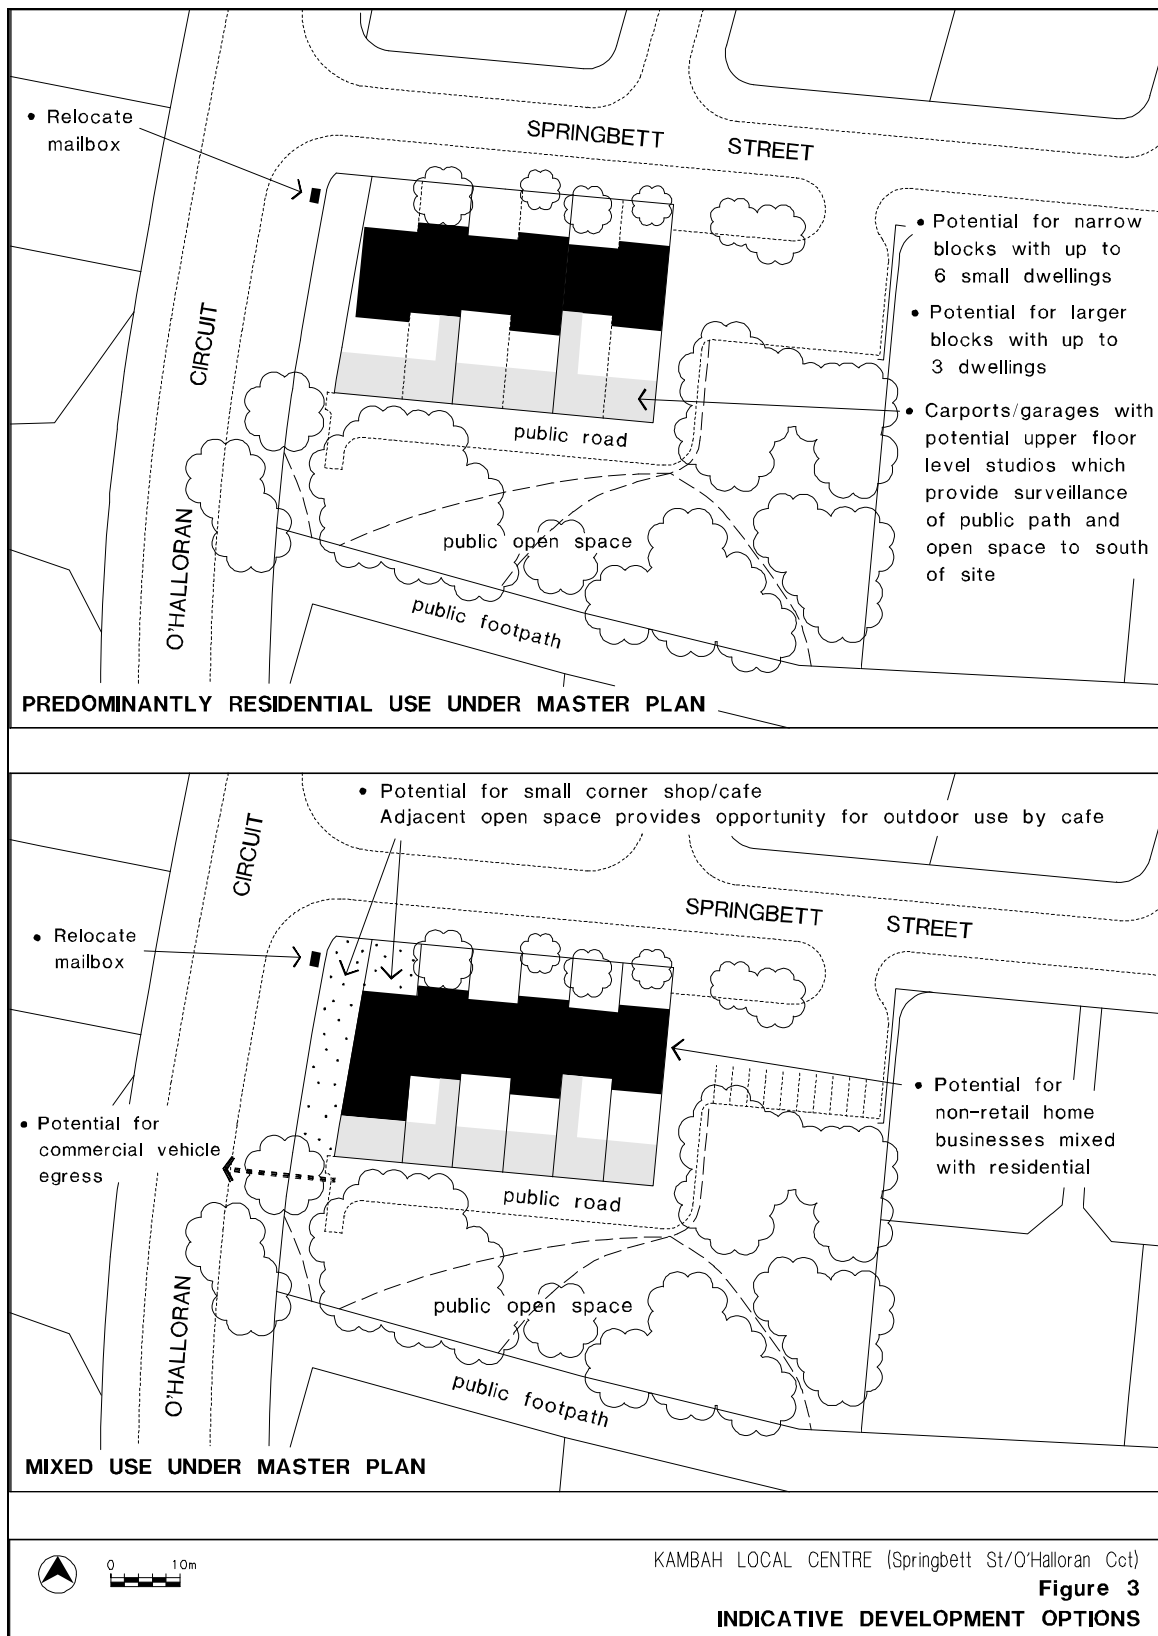 • Relocate
mailbox
SPRINGBETT STREET
• Potential for narrow
blocks with up to
6 small dwellings
• Potential for larger
blocks with up to
3 dwellings
• Carports/garages with
potential upper floor
level studios which
provide surveillance
of public path and
open space to south
of site
CIRCUIT
O'HALLORAN
public road
public open space
public footpath
PREDOMINANTLY RESIDENTIAL USE UNDER MASTER PLAN
• Potential for small corner shop/cafe
Adjacent open space provides opportunity for outdoor use by cafe
CIRCUIT
SPRINGBETT STREET
• Relocate
mailbox
• Potential for
non-retail home
businesses mixed
with residential
• Potential for
commercial vehicle
egress
public road
O'HALLORAN
public open space
public footpath
MIXED USE UNDER MASTER PLAN
0 10m
KAMBAH LOCAL CENTRE (Springbett St/O'Halloran Cct)
Figure 3
INDICATIVE DEVELOPMENT OPTIONS